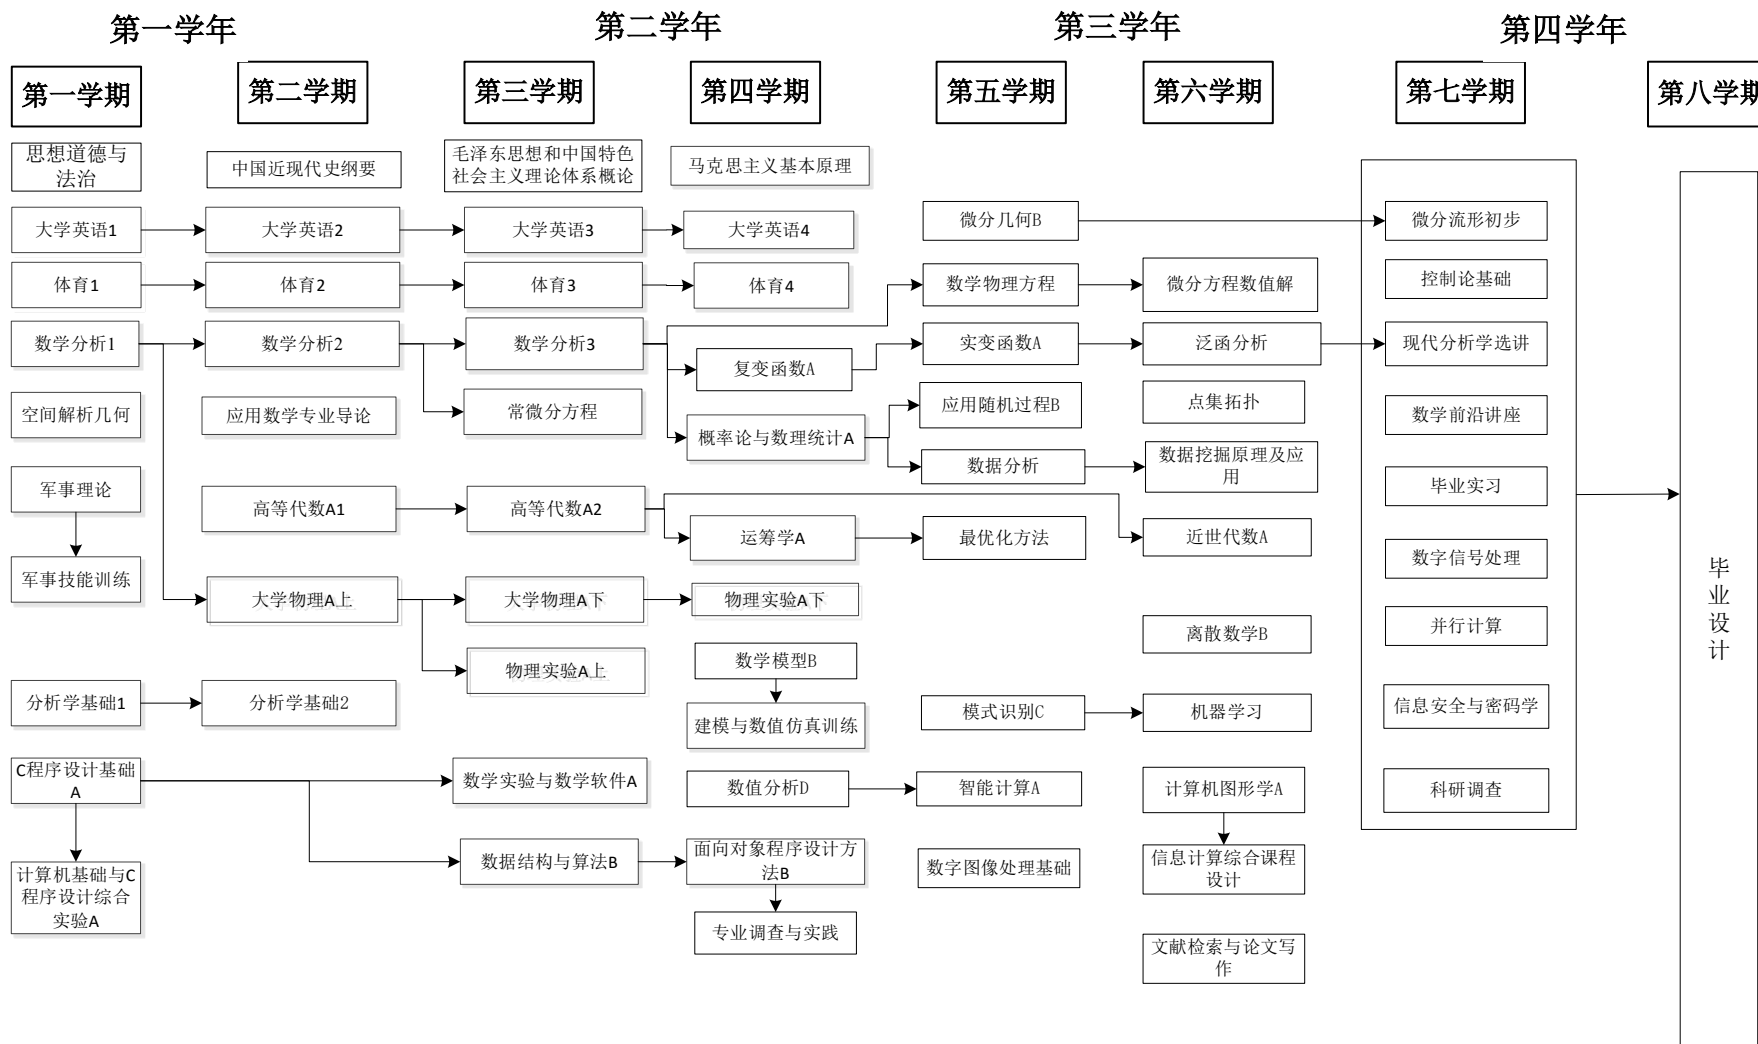 第一学年
第二学年
第三学年
第四学年
第一学期
第二学期
第三学期
第四学期
第五学期
第六学期
第七学期
第八学期
思想道德与
法治
大学英语1
体育1
数学分析1
空间解析几何
军事理论
军事技能训练
分析学基础1
C程序设计基础
A
计算机基础与C
程序设计综合
实验A
中国近现代史纲要
大学英语2
体育2
数学分析2
应用数学专业导论
高等代数A1
大学物理A上
分析学基础2
毛泽东思想和中国特色
社会主义理论体系概论
大学英语3
体育3
数学分析3
常微分方程
高等代数A2
大学物理A下
物理实验A上
数学实验与数学软件A
数据结构与算法B
马克思主义基本原理
大学英语4
体育4
复变函数A
概率论与数理统计A
运筹学A
物理实验A下
数学模型B
建模与数值仿真训练
数值分析D
面向对象程序设计方
法B
专业调查与实践
微分几何B
数学物理方程
实变函数A
应用随机过程B
数据分析
最优化方法
模式识别C
智能计算A
数字图像处理基础
微分方程数值解
泛函分析
点集拓扑
数据挖掘原理及应
用
近世代数A
离散数学B
机器学习
计算机图形学A
信息计算综合课程
设计
文献检索与论文写
作
微分流形初步
控制论基础
现代分析学选讲
数学前沿讲座
毕业实习
数字信号处理
并行计算
信息安全与密码学
科研调查
毕业设计